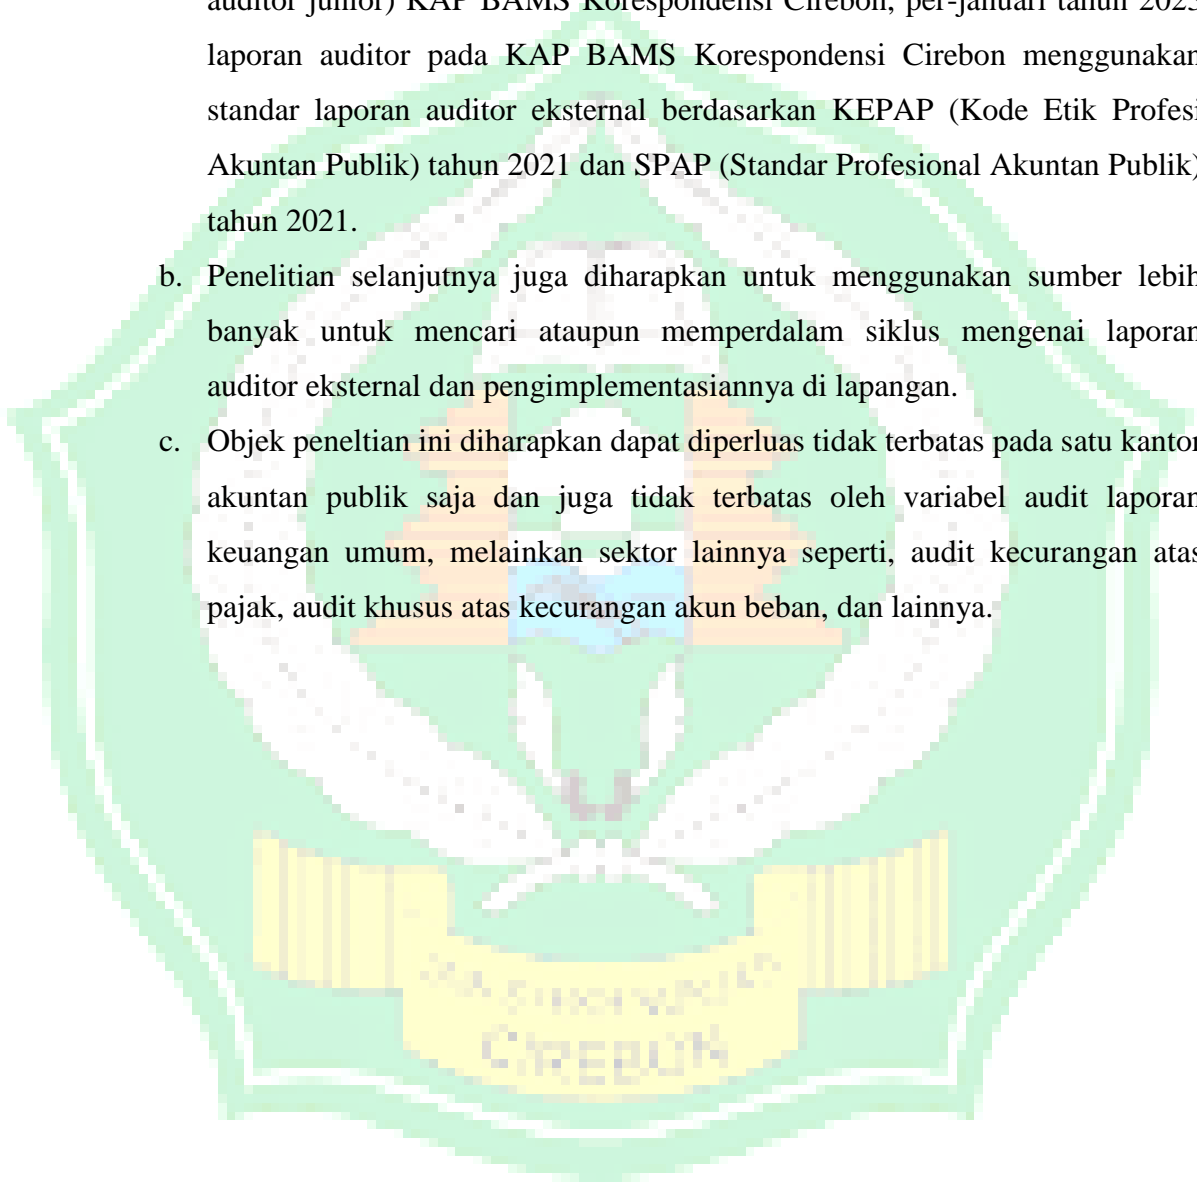 auditor junior) KAP BAMS Korespondensi Cirebon, per-januari tahun 2023
laporan auditor pada KAP BAMS Korespondensi Cirebon menggunakan
standar laporan auditor eksternal berdasarkan KEPAP (Kode Etik Profesi
Akuntan Publik) tahun 2021 dan SPAP (Standar Profesional Akuntan Publik)
tahun 2021.
b. Penelitian selanjutnya juga diharapkan untuk menggunakan sumber lebih
banyak untuk mencari ataupun memperdalam siklus mengenai laporan
auditor eksternal dan pengimplementasiannya di lapangan.
c. Objek peneltian ini diharapkan dapat diperluas tidak terbatas pada satu kantor
akuntan publik saja dan juga tidak terbatas oleh variabel audit laporan
keuangan umum, melainkan sektor lainnya seperti, audit kecurangan atas
pajak, audit khusus atas kecurangan akun beban, dan lainnya.
CIREBON